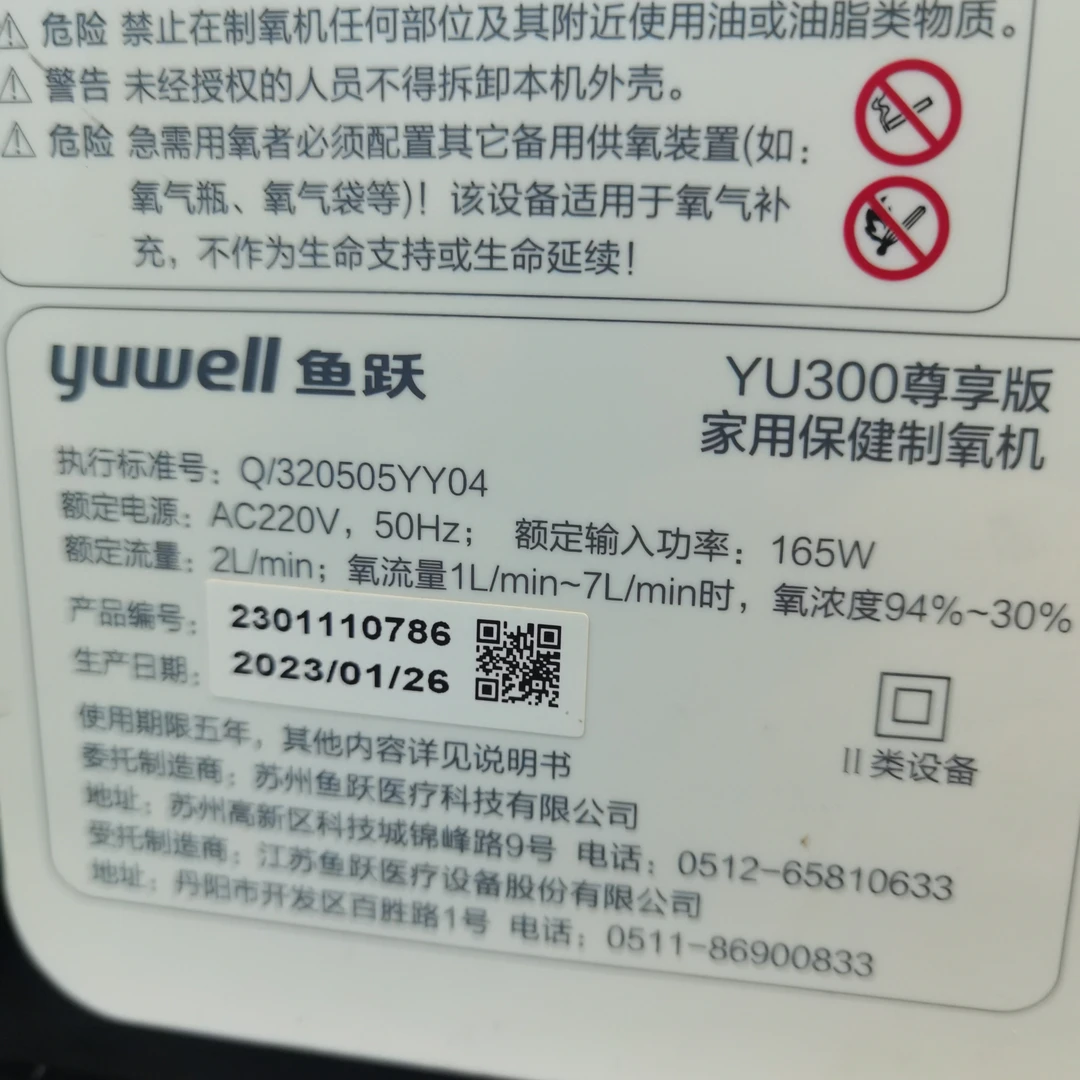 危险 禁止在制氧机任何部位及其附近使用油或油脂类物质。
警告 未经授权的人员不得拆卸本机外壳。
危险 急需用氧者必须配置其它备用供氧装置(如：
氧气瓶、氧气袋等)！该设备适用于氧气补
充，不作为生命支持或生命延续！
yuwell 鱼跃
YU300尊享版
家用保健制氧机
执行标准号：Q/320505YY04
额定电源：AC220V，50Hz； 额定输入功率：165W
额定流量：2L/min；氧流量1L/min~7L/min时，氧浓度94%~30%
产品编号：2301110786
生产日期：2023/01/26
使用期限五年，其他内容详见说明书
II类设备
委托制造商：苏州鱼跃医疗科技有限公司
地址：苏州高新区科技城锦峰路9号 电话：0512-65810633
受托制造商：江苏鱼跃医疗设备股份有限公司
地址：丹阳市开发区百胜路1号 电话：0511-86900833